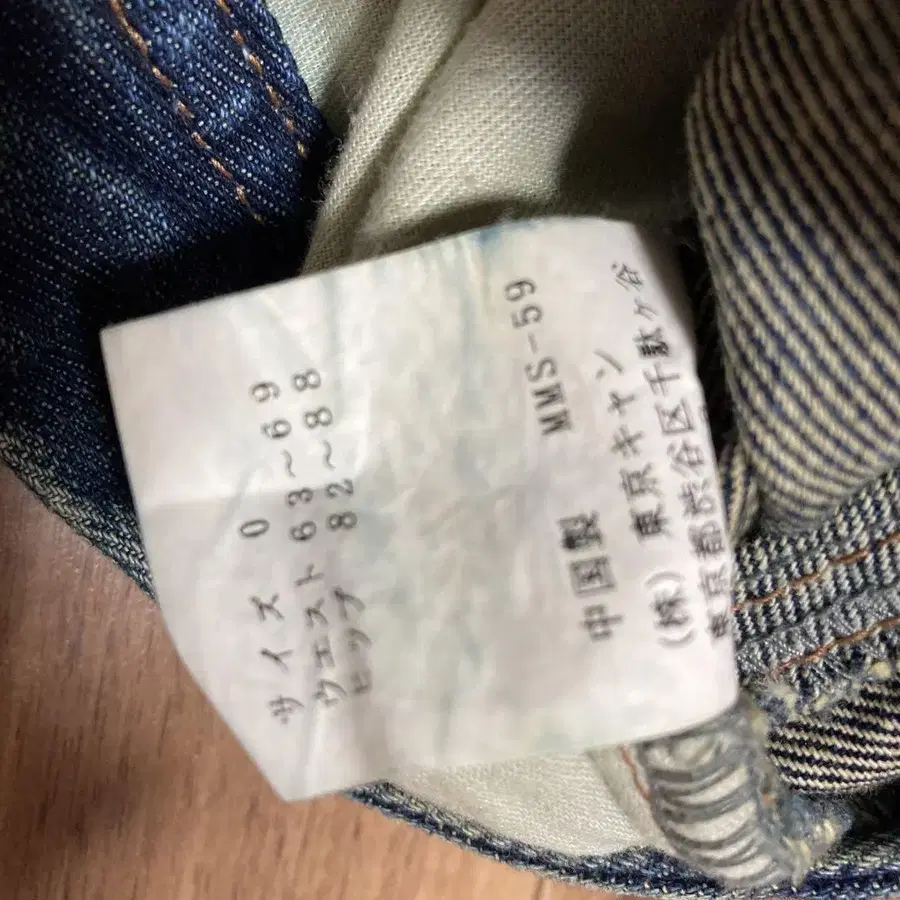 サイズ 0
ウエスト 63～69
ヒップ 82～88
MMS-59
中国製
(株) 東京キャン
東京都渋谷区千駄ヶ谷